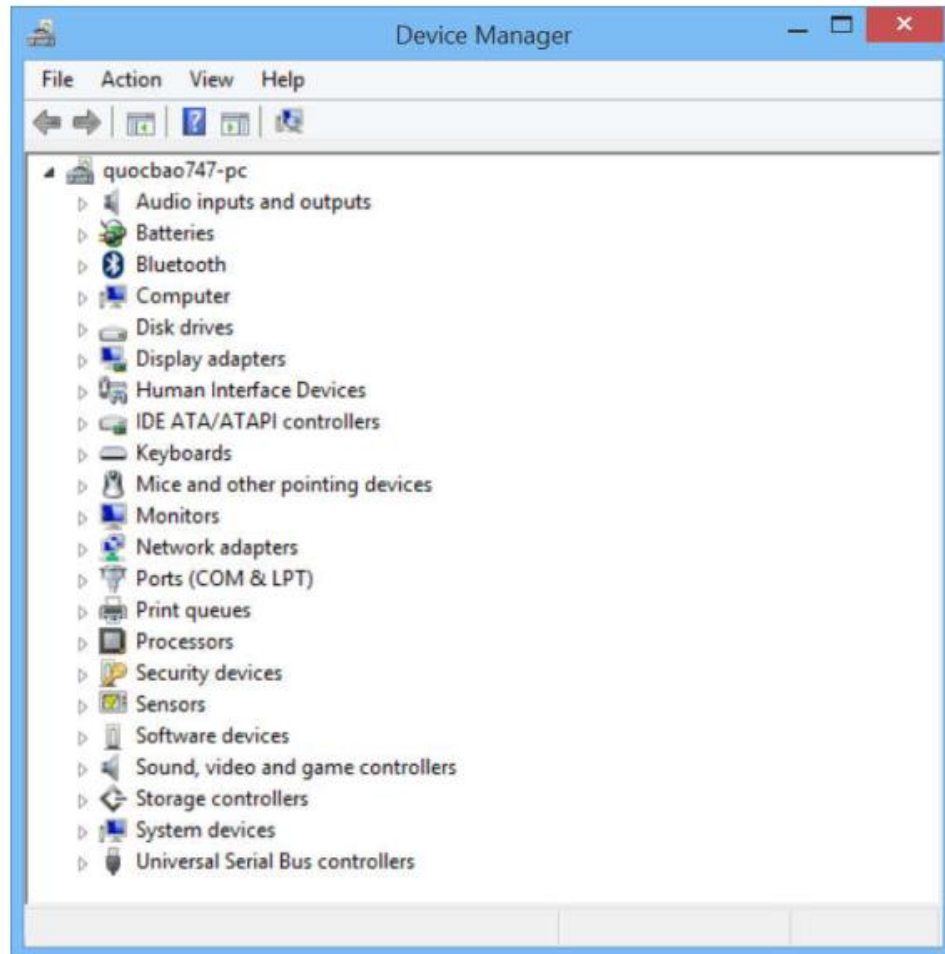 Device Manager
File Action View Help
quocbao747-pc
Audio inputs and outputs
Batteries
Bluetooth
Computer
Disk drives
Display adapters
Human Interface Devices
IDE ATA/ATAPI controllers
Keyboards
Mice and other pointing devices
Monitors
Network adapters
Ports (COM & LPT)
Print queues
Processors
Security devices
Sensors
Software devices
Sound, video and game controllers
Storage controllers
System devices
Universal Serial Bus controllers